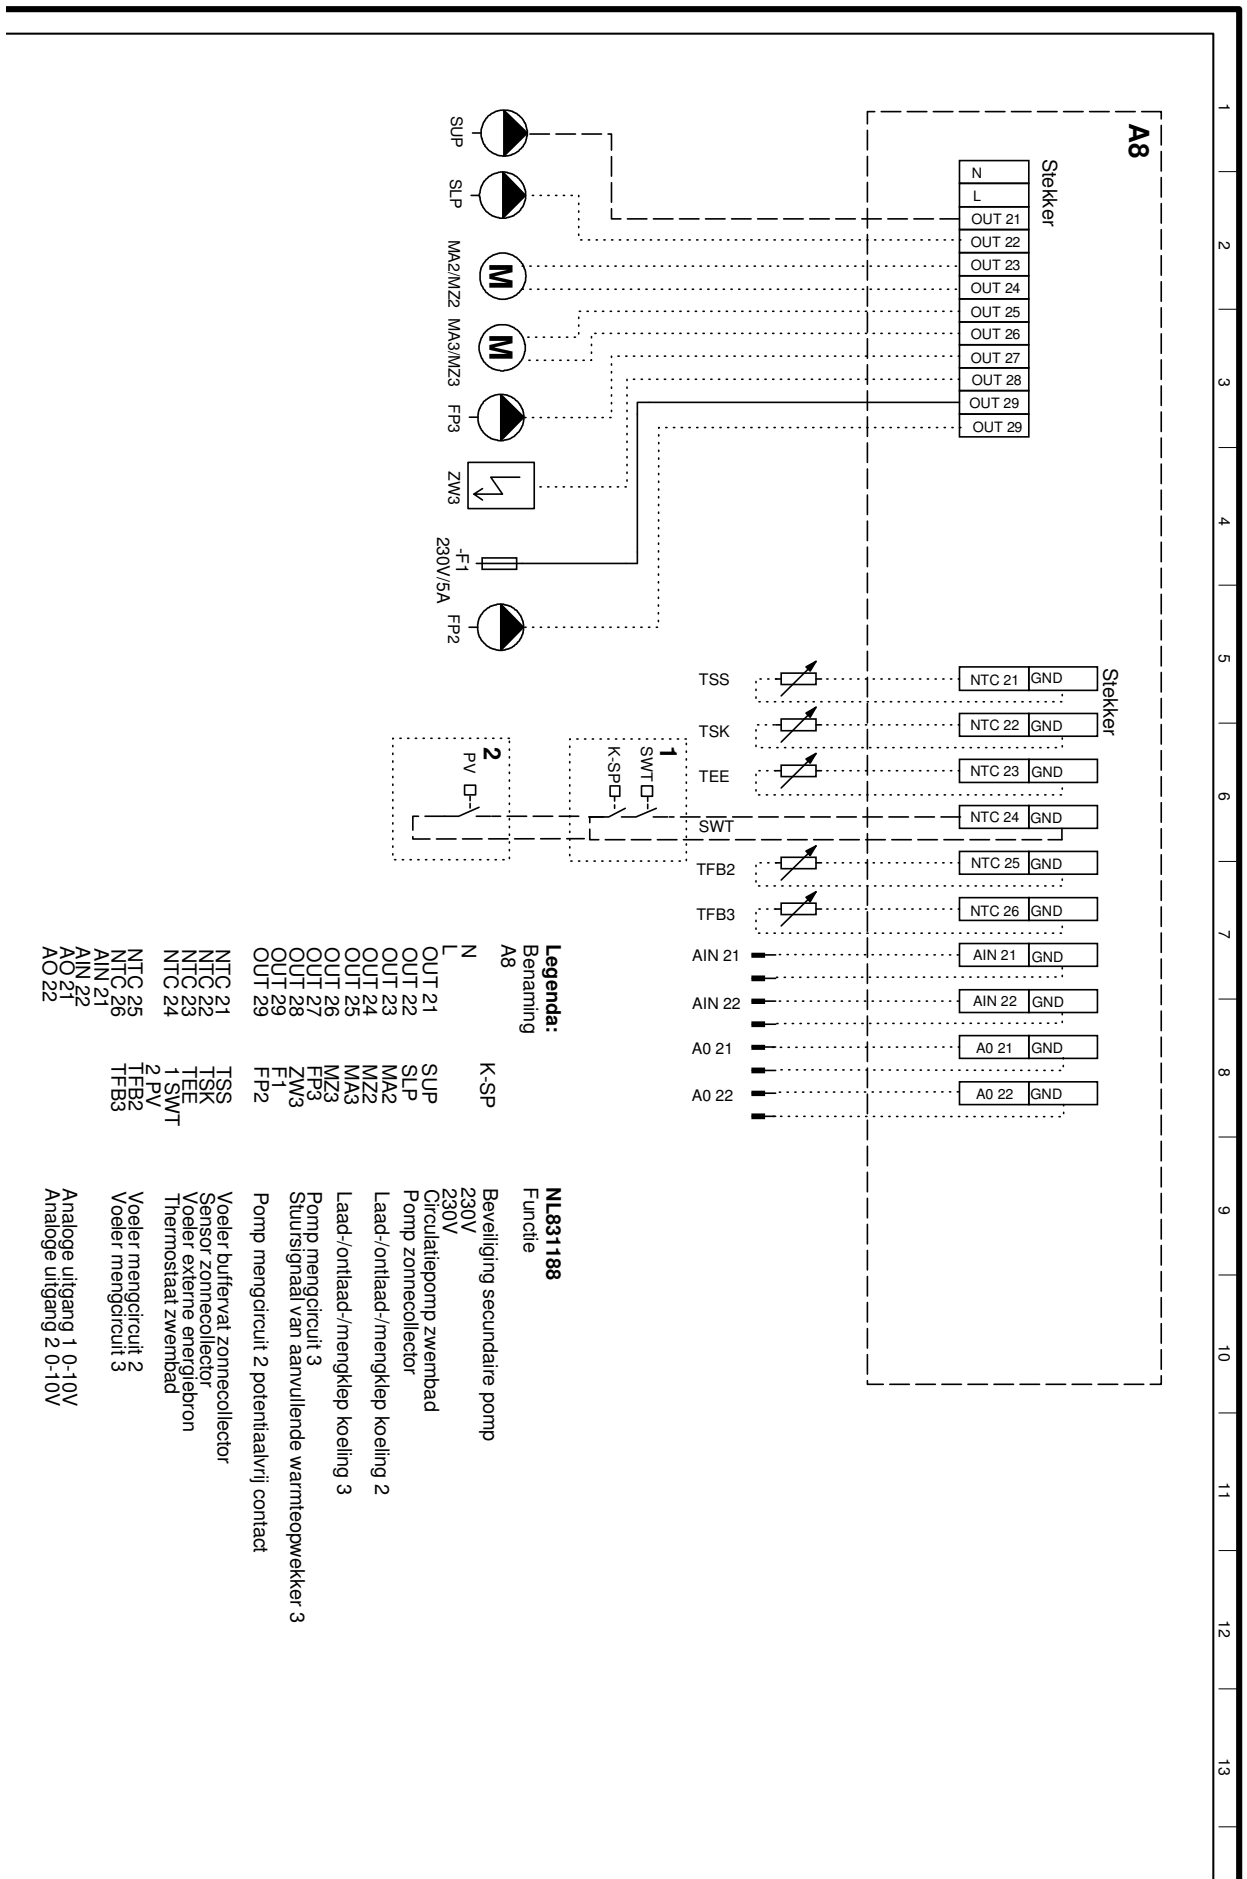 1
2
3
4
5
6
7
8
9
10
11
12
13
A8
Stekker
N
L
OUT 21
OUT 22
OUT 23
OUT 24
OUT 25
OUT 26
OUT 27
OUT 28
OUT 29
OUT 29
SUP
SLP
MA2/MZ2
MA3/MZ3
FP3
ZW3
-F1
230V/5A
FP2
M
M
Stekker
NTC 21 GND
NTC 22 GND
NTC 23 GND
NTC 24 GND
NTC 25 GND
NTC 26 GND
AIN 21 GND
AIN 22 GND
A0 21 GND
A0 22 GND
TSS
TSK
TEE
SWT
TFB2
TFB3
AIN 21
AIN 22
A0 21
A0 22
1
SWT
K-SP
2
PV
Legenda: NL831188
Benaming Functie
A8
K-SP Beveiliging secundaire pomp
N 230V
L 230V
OUT 21 SUP Circulatiepomp zwembad
OUT 22 SLP Pomp zonnecollector
OUT 23 MA2
OUT 24 MZ2 Laad-/ontlaad-/mengklep koeling 2
OUT 25 MA3
OUT 26 MZ3 Laad-/ontlaad-/mengklep koeling 3
OUT 27 FP3 Pomp mengcircuit 3
OUT 28 ZW3 Stuursignaal van aanvullende warmteopwekker 3
OUT 29 F1
OUT 29 FP2 Pomp mengcircuit 2 potentiaalvrij contact
NTC 21 TSS Voeler buffervat zonnecollector
NTC 22 TSK Sensor zonnecollector
NTC 23 TEE Voeler externe energiebron
NTC 24 1 SWT Thermostaat zwembad
2 PV
NTC 25 TFB2 Voeler mengcircuit 2
NTC 26 TFB3 Voeler mengcircuit 3
AIN 21
AIN 22
AO 21 Analoge uitgang 1 0-10V
AO 22 Analoge uitgang 2 0-10V